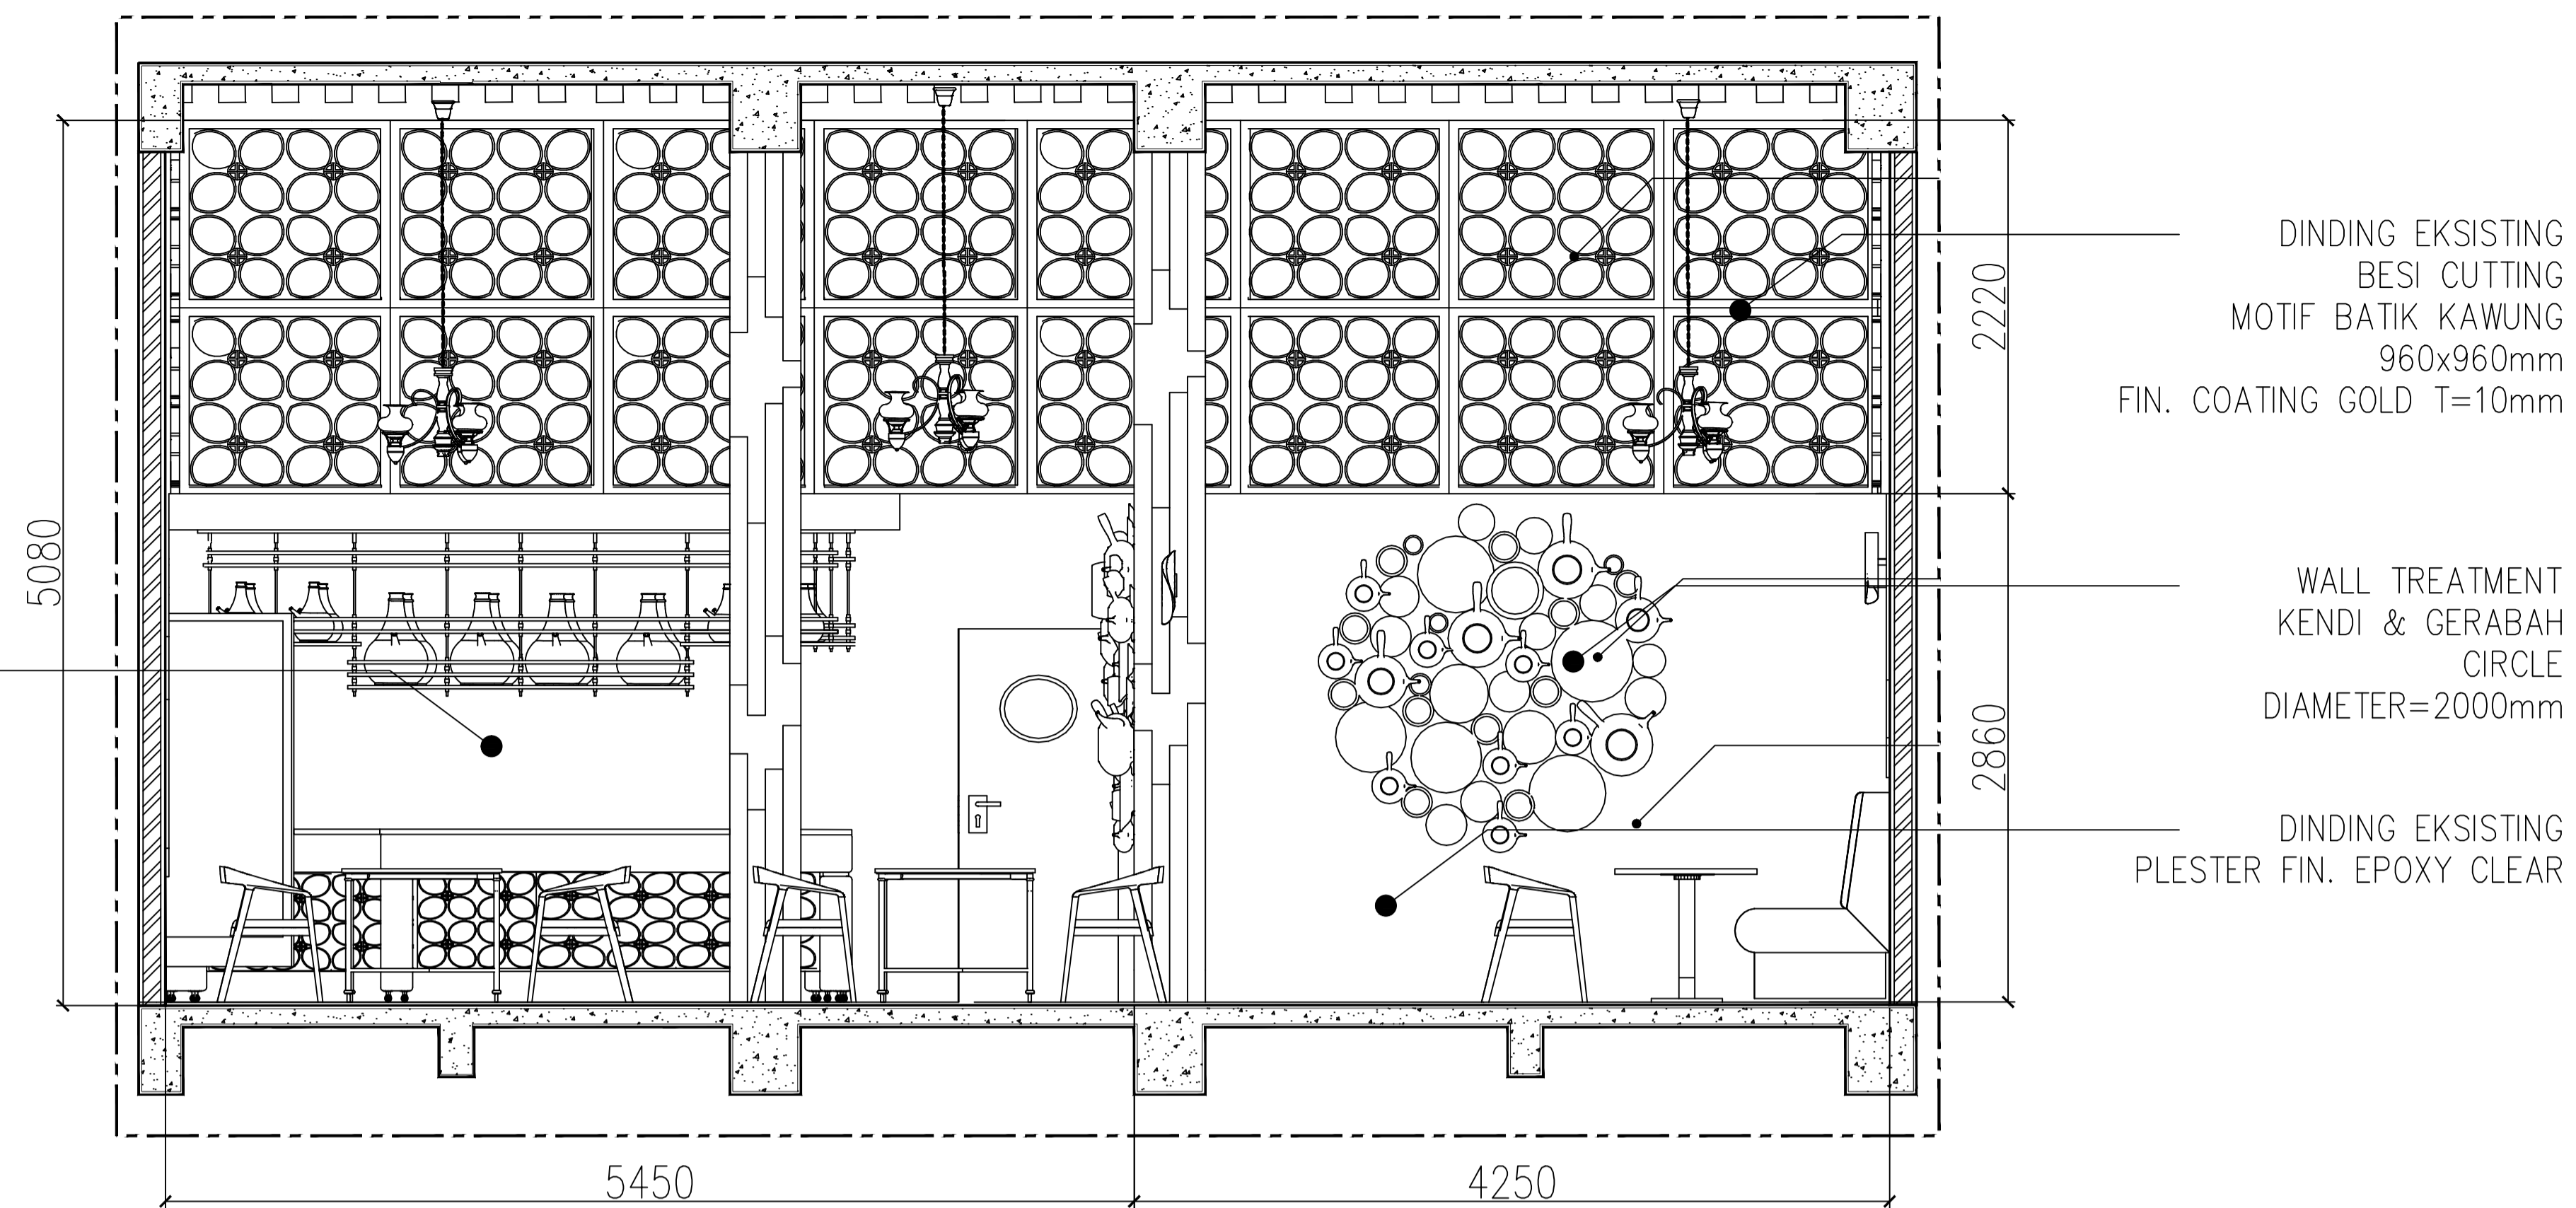 DINDING EKSISTING
BESI CUTTING
MOTIF BATIK KAWUNG
960x960mm
FIN. COATING GOLD T=10mm
2220
5080
WALL TREATMENT
KENDI & GERABAH
CIRCLE
DIAMETER=2000mm
2860
DINDING EKSISTING
PLESTER FIN. EPOXY CLEAR
5450
4250